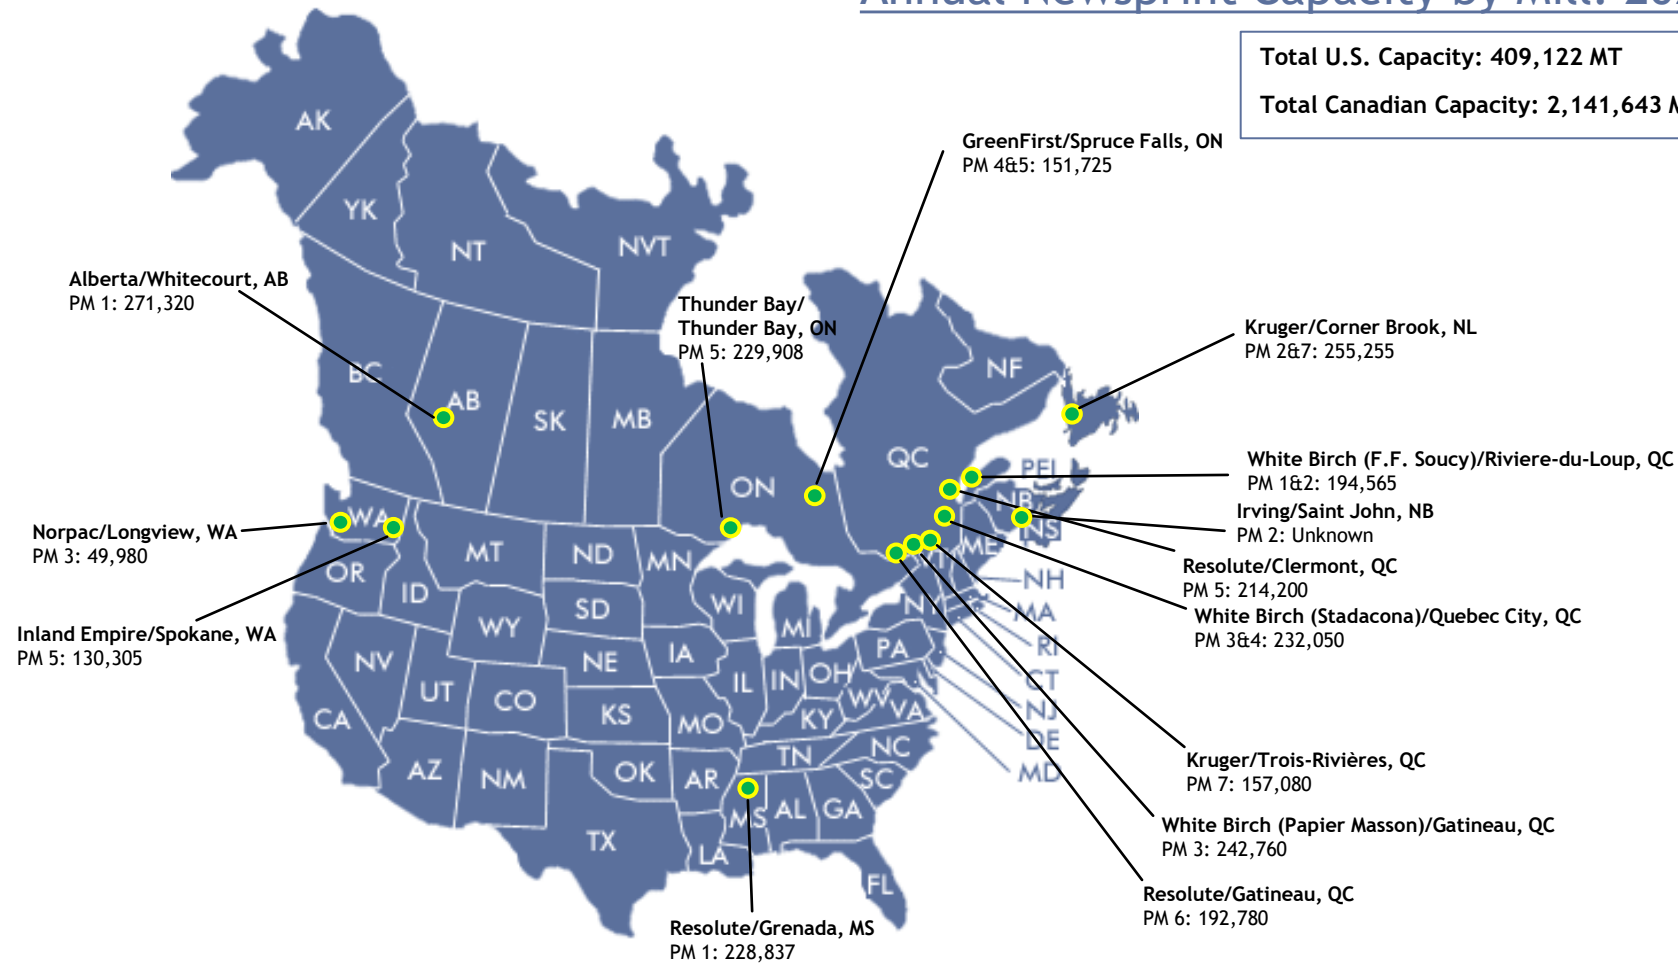 Total U.S. Capacity: 409,122 MT
Total Canadian Capacity: 2,141,643
GreenFirst/Spruce Falls, ON
PM 4&5: 151,725
Alberta/Whitecourt, AB
PM 1: 271,320
Thunder Bay/
Thunder Bay, ON
PM 5: 229,908
Kruger/Corner Brook, NL
PM 2&7: 255,255
White Birch (F.F. Soucy)/Riviere-du-Loup, QC
PM 1&2: 194,565
Irving/Saint John, NB
PM 2: Unknown
Resolute/Clermont, QC
PM 5: 214,200
White Birch (Stadacona)/Quebec City, QC
PM 3&4: 232,050
Norpac/Longview, WA
PM 3: 49,980
Inland Empire/Spokane, WA
PM 5: 130,305
Kruger/Trois-Rivières, QC
PM 7: 157,080
White Birch (Papier Masson)/Gatineau, QC
PM 3: 242,760
Resolute/Gatineau, QC
PM 6: 192,780
Resolute/Grenada, MS
PM 1: 228,837
AK
YK
NT
NVT
BC
AB
SK
MB
ON
QC
NF
PEI
NB
NS
WA
OR
ID
MT
ND
SD
MN
WI
MI
WY
NE
IA
NV
UT
CO
KS
MO
IL
IN
OH
PA
WV
VA
KY
CA
AZ
NM
OK
AR
TN
NC
SC
TX
LA
MS
AL
GA
FL
ME
NH
MA
RI
CT
NJ
DE
MD
NY